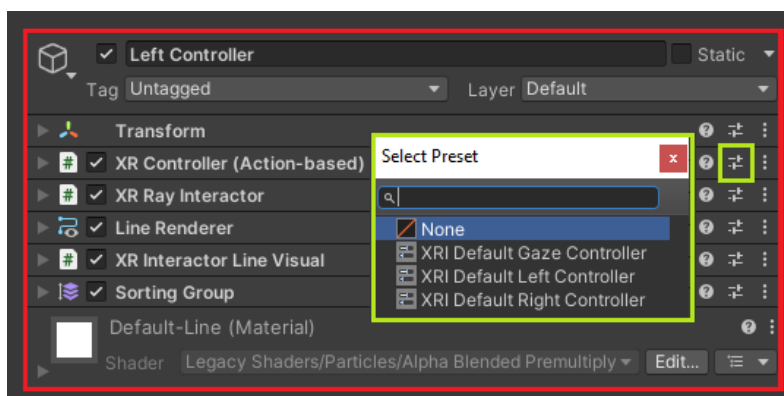 Left Controller Static
Tag Untagged Layer Default
Transform
XR Controller (Action-based)
XR Ray Interactor
Line Renderer
XR Interactor Line Visual
Sorting Group
Select Preset x
None
XRI Default Gaze Controller
XRI Default Left Controller
XRI Default Right Controller
Default-Line (Material)
Shader Legacy Shaders/Particles/Alpha Blended Premultiply Edit...